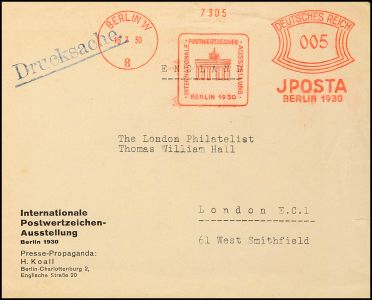 7305
BERLIN W
8
DEUTSCHES REICH
005
JPOSTA
BERLIN 1930
INTERNATIONALE
POSTWERTZEICHEN-
AUSSTELLUNG
BERLIN 1930
Drucksache.
The London Philatelist
Thomas William Hall
London E.C.1
61 West Smithfield
Internationale
Postwertzeichen-
Ausstellung
Berlin 1930
Presse-Propaganda:
H. Koall
Berlin-Charlottenburg 2,
Englische Straße 20